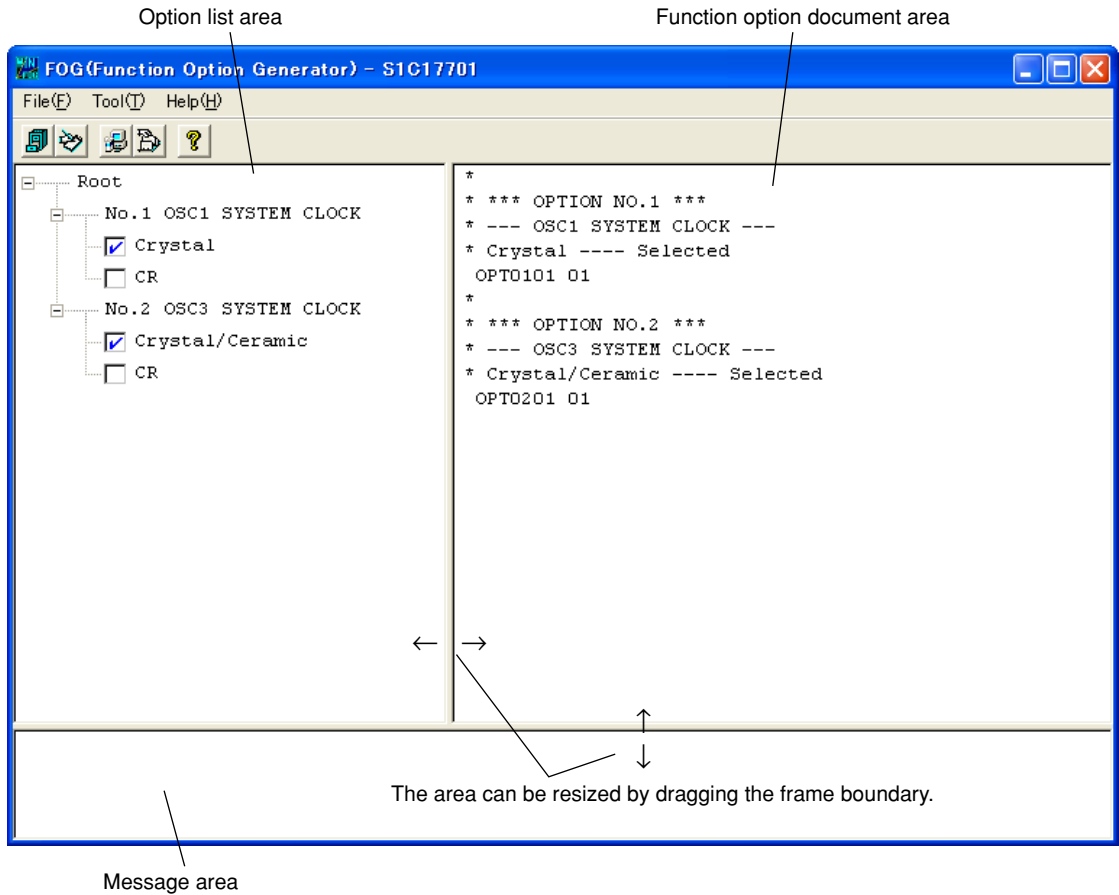 Option list area
Function option document area
FOG(Function Option Generator) - S1C17701
File(F) Tool(T) Help(H)
Root
No.1 OSC1 SYSTEM CLOCK
Crystal
CR
No.2 OSC3 SYSTEM CLOCK
Crystal/Ceramic
CR
*
* *** OPTION NO.1 ***
* --- OSC1 SYSTEM CLOCK ---
* Crystal ---- Selected
OPT0101 01
*
* *** OPTION NO.2 ***
* --- OSC3 SYSTEM CLOCK ---
* Crystal/Ceramic ---- Selected
OPT0201 01
The area can be resized by dragging the frame boundary.
Message area